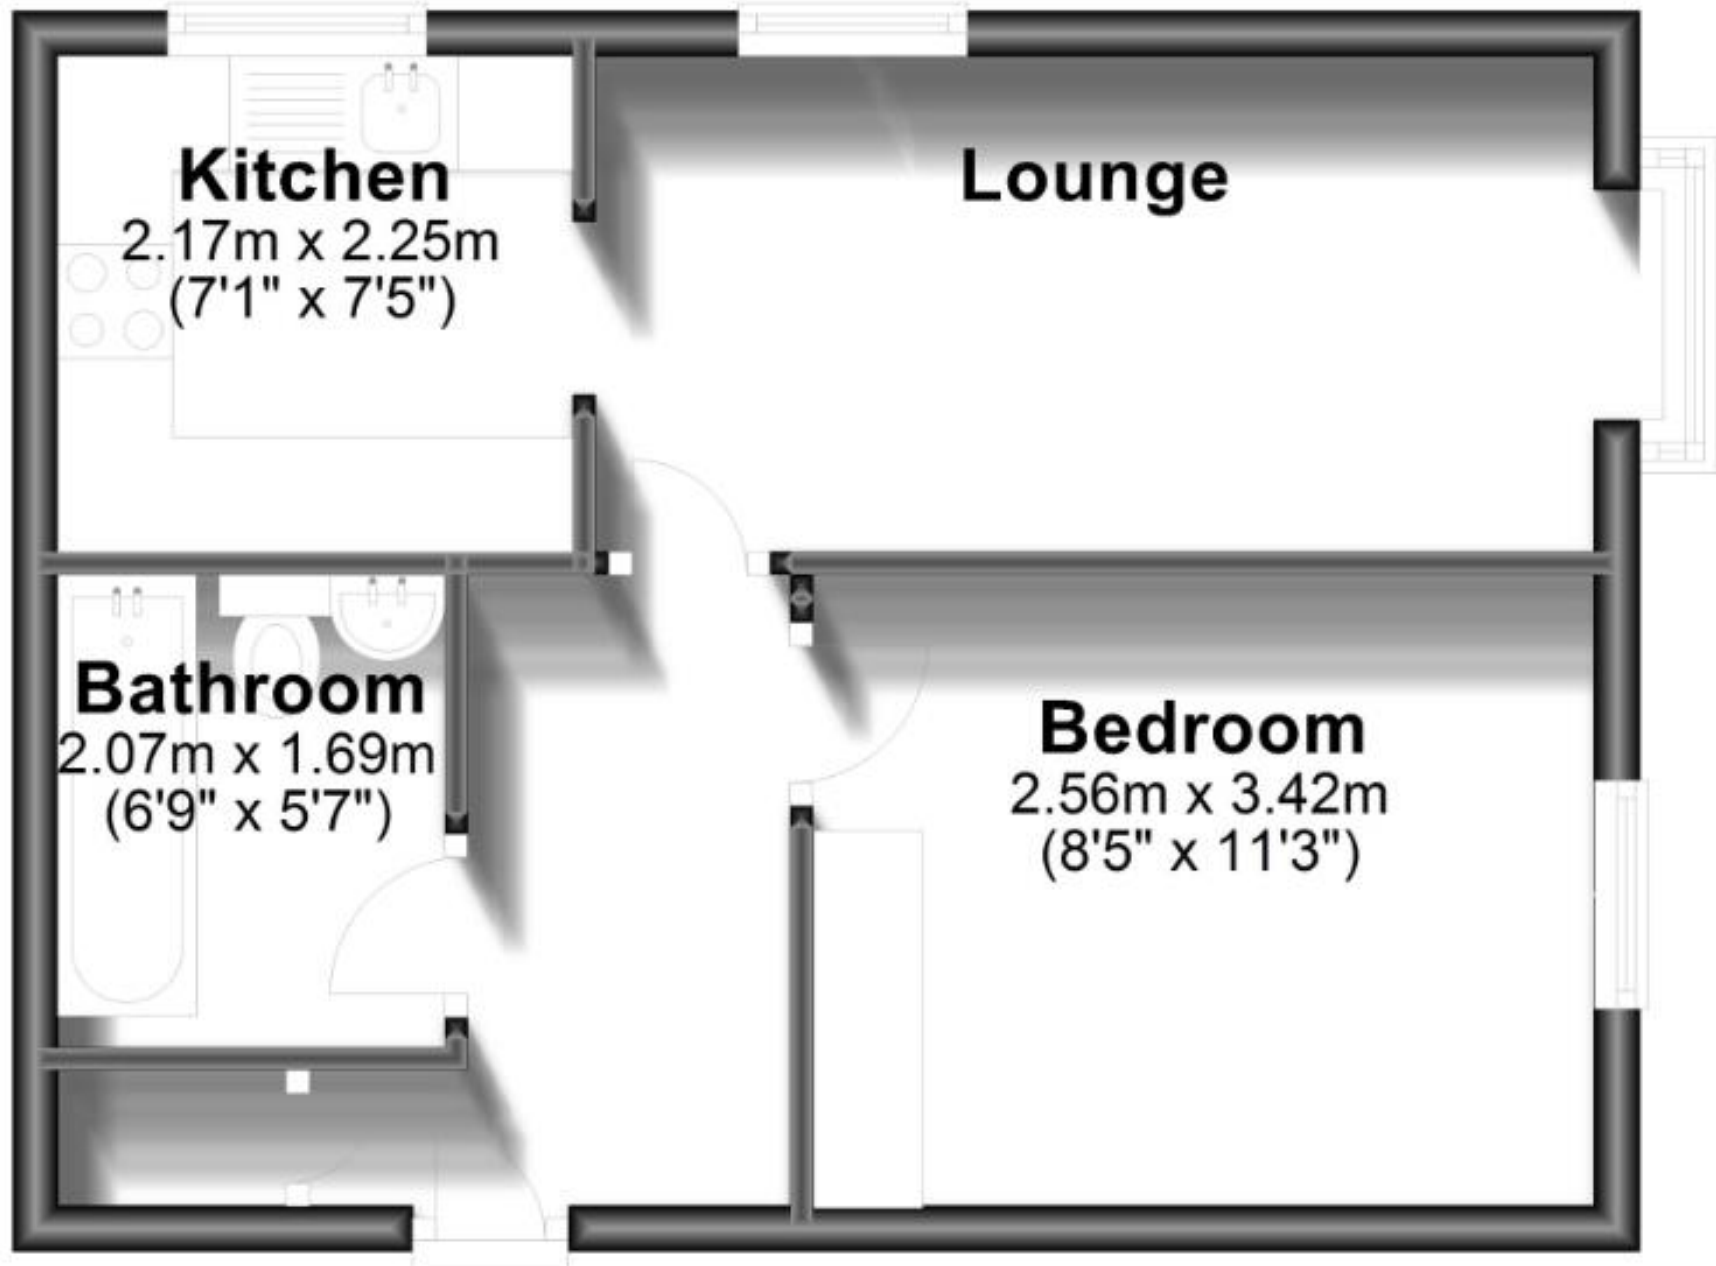 Kitchen
2.17m x 2.25m
(7'1" x 7'5")
Lounge
Bathroom
2.07m x 1.69m
(6'9" x 5'7")
Bedroom
2.56m x 3.42m
(8'5" x 11'3")